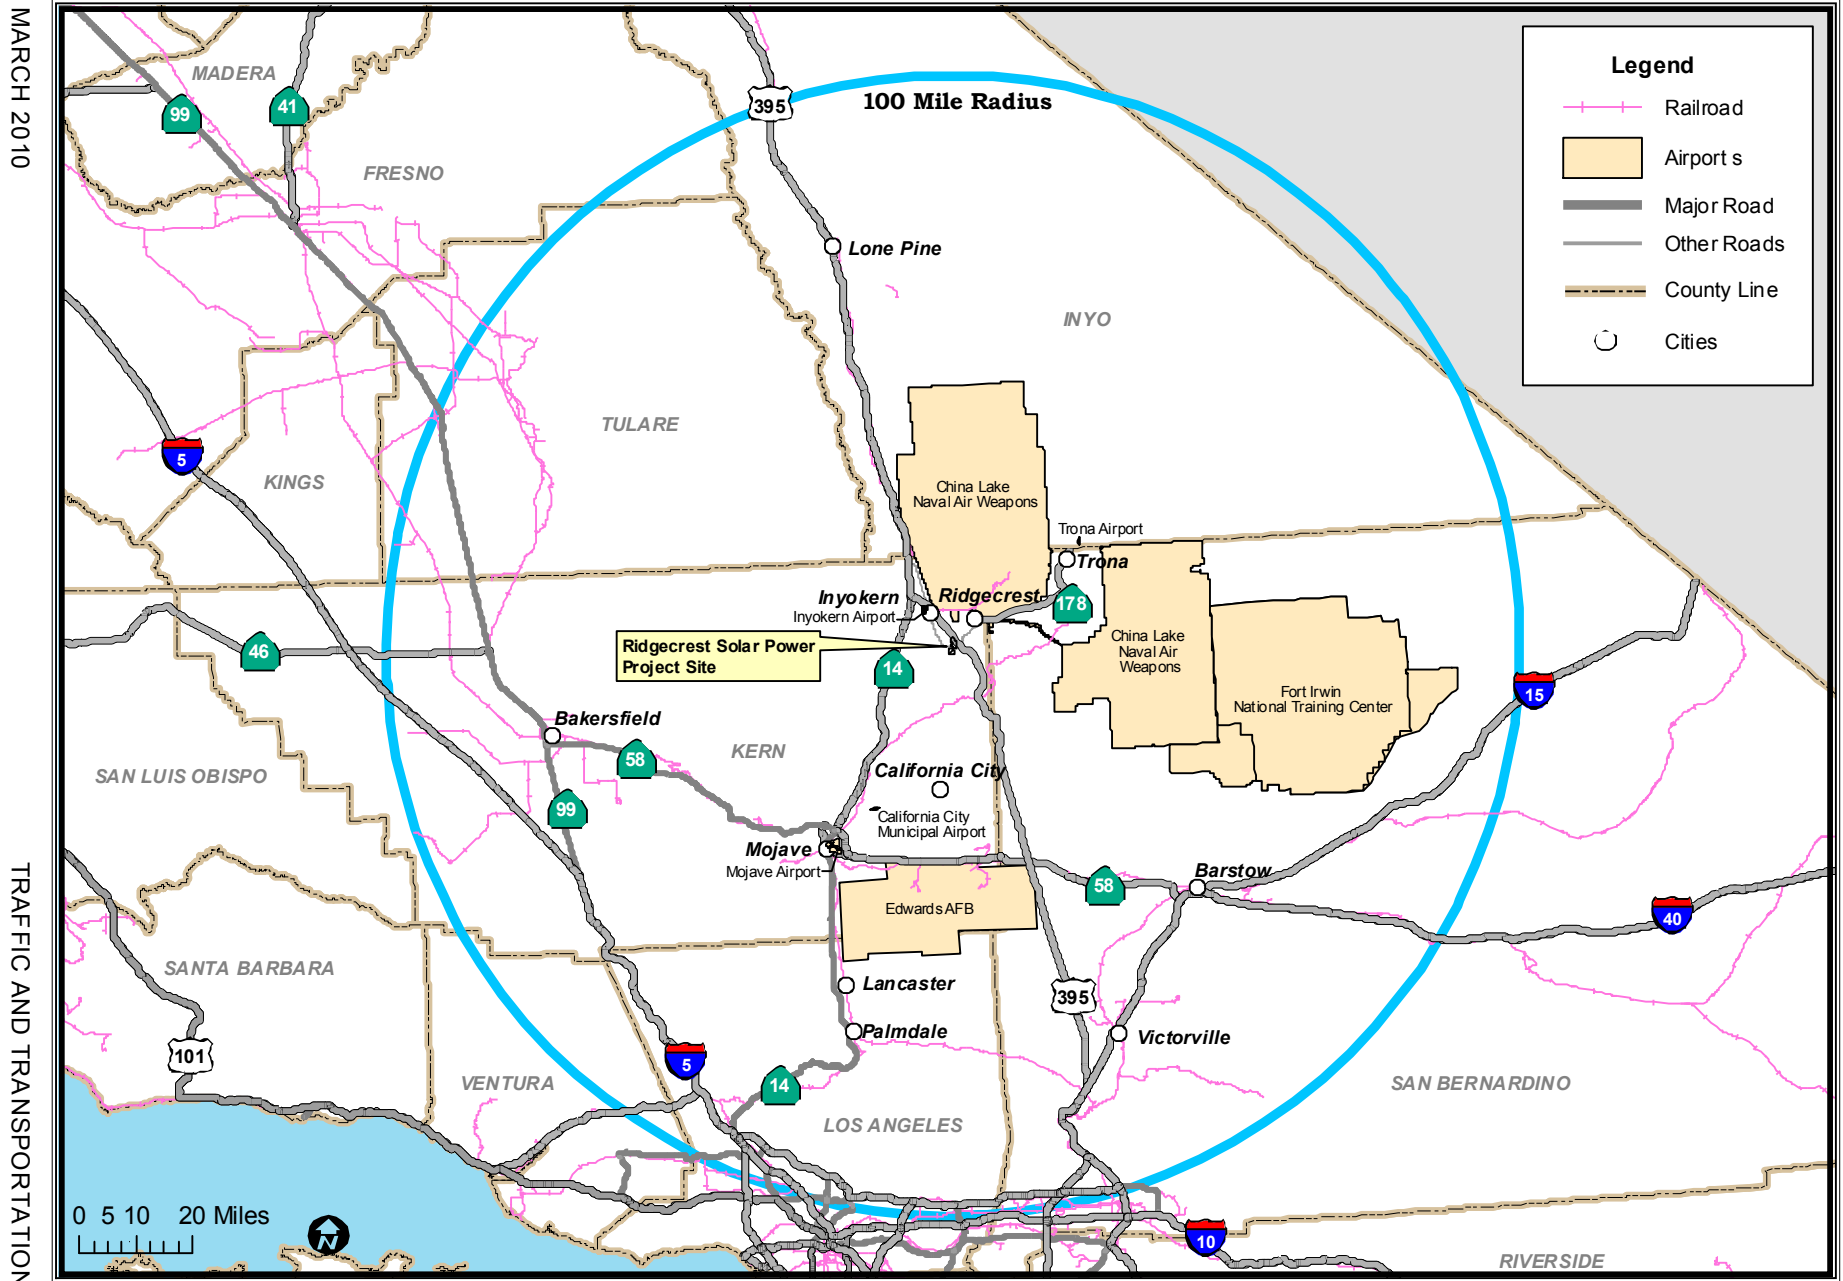 MARCH 2010
TRAFFIC AND TRANSPORTATION
Legend
Railroad
Airport s
Major Road
Other Roads
County Line
Cities
100 Mile Radius
MADERA
99
41
395
FRESNO
Lone Pine
INYO
TULARE
5
KINGS
China Lake
Naval Air Weapons
Trona Airport
Trona
Inyokern
Ridgecrest
178
Inyokern Airport
46
Ridgecrest Solar Power
Project Site
14
China Lake
Naval Air
Weapons
Fort Irwin
National Training Center
15
Bakersfield
KERN
58
SAN LUIS OBISPO
California City
99
California City
Municipal Airport
Mojave
Mojave Airport
Barstow
58
Edwards AFB
40
SANTA BARBARA
Lancaster
395
Palmdale
Victorville
101
5
VENTURA
14
LOS ANGELES
SAN BERNARDINO
0 5 10 20 Miles
N
10
RIVERSIDE